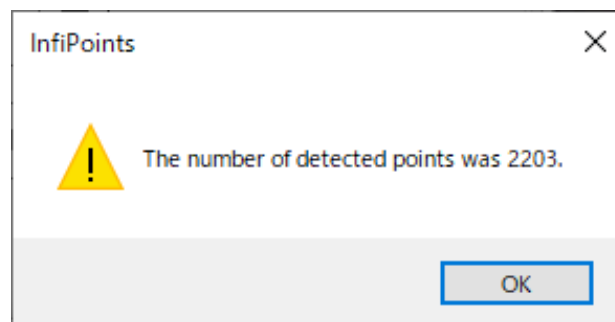 InfiPoints
The number of detected points was 2203.
OK